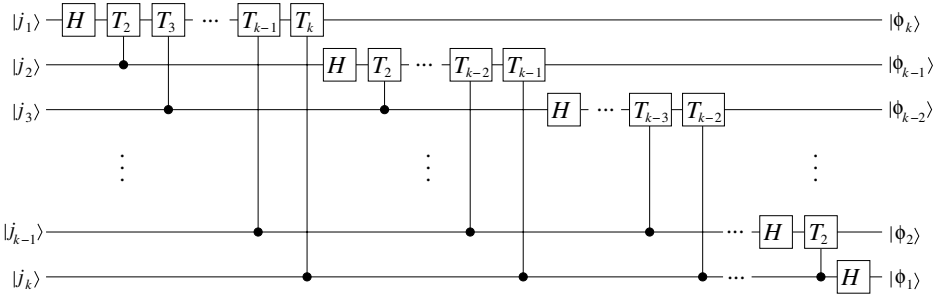 |j₁⟩ H T₂ T₃ ... Tₖ₋₁ Tₖ |ϕₖ⟩
|j₂⟩ H T₂ ... Tₖ₋₂ Tₖ₋₁ |ϕₖ₋₁⟩
|j₃⟩ H ... Tₖ₋₃ Tₖ₋₂ |ϕₖ₋₂⟩
⋮ ⋮ ⋮
|jₖ₋₁⟩ ... H T₂ |ϕ₂⟩
|jₖ⟩ ... H |ϕ₁⟩